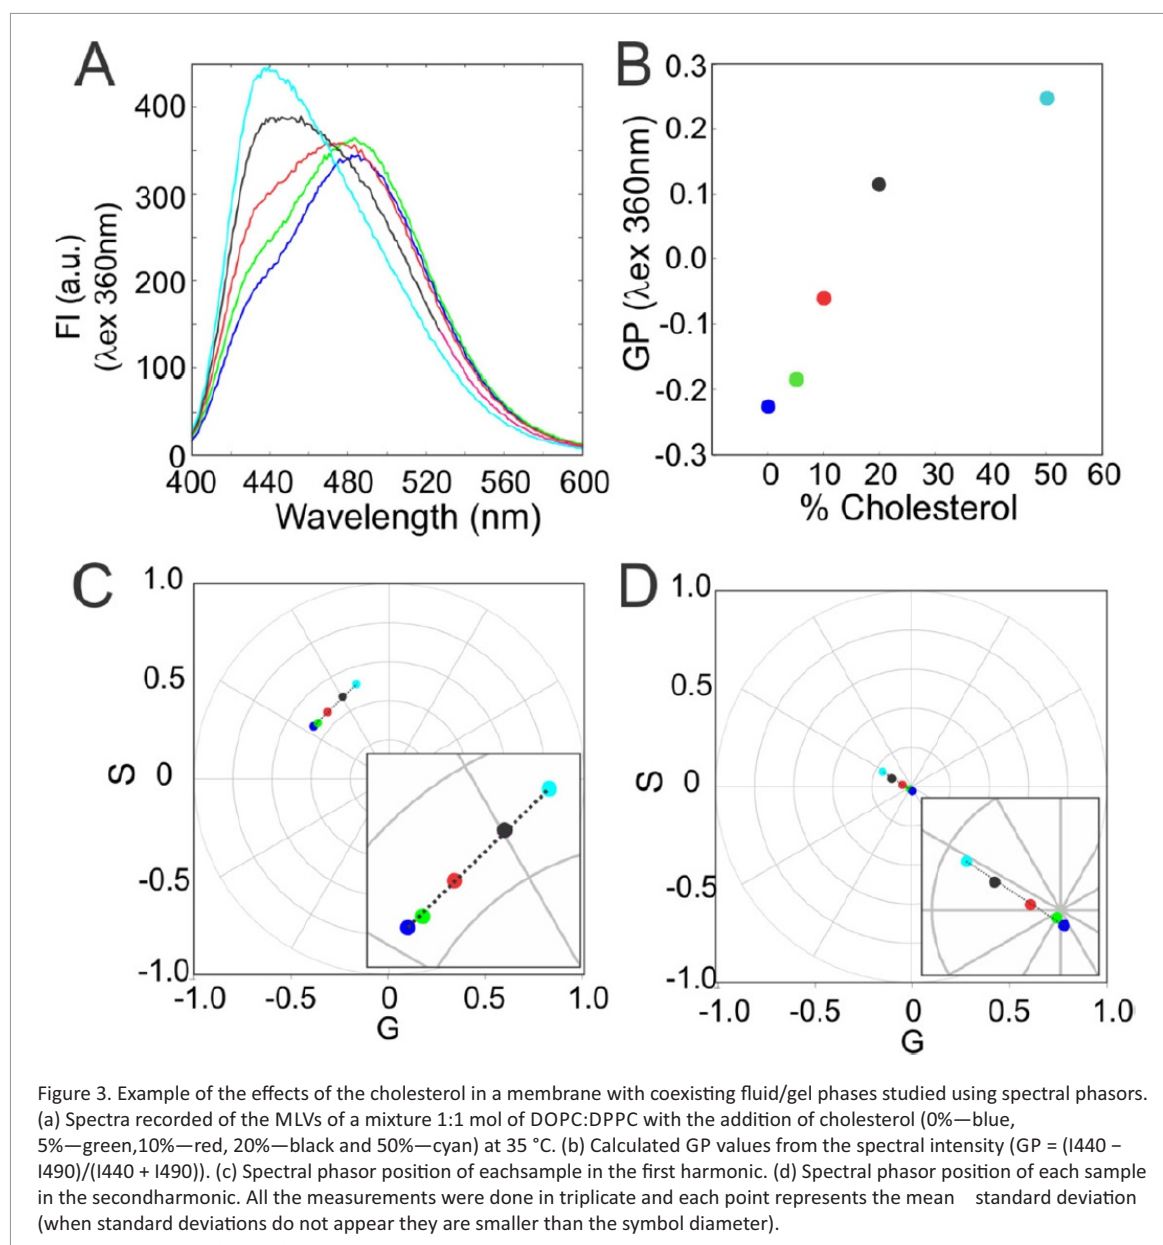 A
400
300
200
100
0
FI (a.u.)
(λex 360nm)
400 440 480 520 560 600
Wavelength (nm)
B
0.3
0.2
0.1
0.0
-0.1
-0.2
-0.3
GP (λex 360nm)
0 10 20 30 40 50 60
% Cholesterol
C
1.0
0.5
0
-0.5
-1.0
S
-1.0 -0.5 0 0.5 1.0
G
D
1.0
0.5
0
-0.5
-1.0
S
-1.0 -0.5 0 0.5 1.0
G
Figure 3. Example of the effects of the cholesterol in a membrane with coexisting fluid/gel phases studied using spectral phasors.
(a) Spectra recorded of the MLVs of a mixture 1:1 mol of DOPC:DPPC with the addition of cholesterol (0%—blue,
5%—green,10%—red, 20%—black and 50%—cyan) at 35 °C. (b) Calculated GP values from the spectral intensity (GP = (I440 −
I490)/(I440 + I490)). (c) Spectral phasor position of eachsample in the first harmonic. (d) Spectral phasor position of each sample
in the secondharmonic. All the measurements were done in triplicate and each point represents the mean standard deviation
(when standard deviations do not appear they are smaller than the symbol diameter).